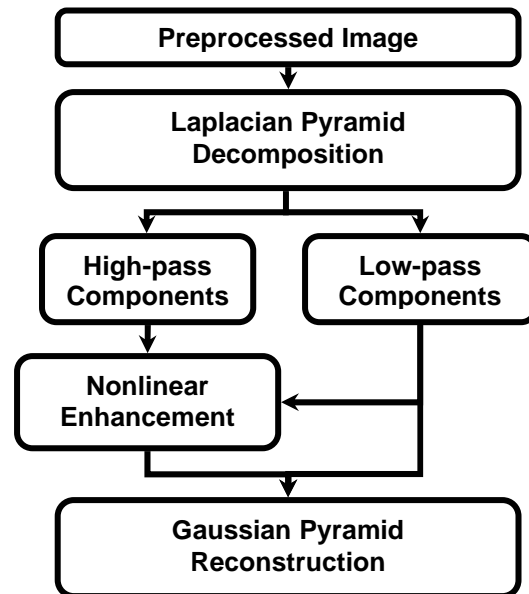 Preprocessed Image
Laplacian Pyramid
Decomposition
High-pass
Components
Low-pass
Components
Nonlinear
Enhancement
Gaussian Pyramid
Reconstruction